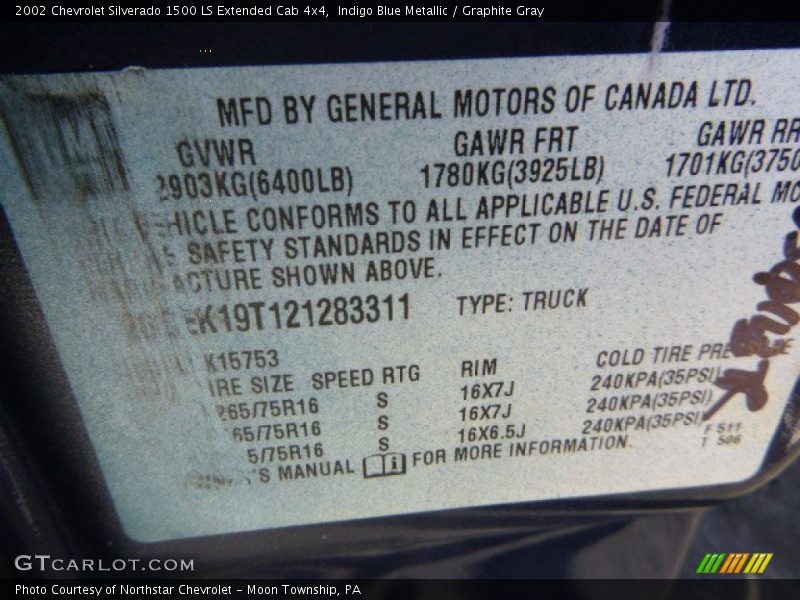 2002 Chevrolet Silverado 1500 LS Extended Cab 4x4,  Indigo Blue Metallic / Graphite Gray
MFD BY GENERAL MOTORS OF CANADA LTD.
GVWR GAWR FRT GAWR RR
2903KG(6400LB) 1780KG(3925LB) 1701KG(3750
EHICLE CONFORMS TO ALL APPLICABLE U.S. FEDERAL MO
SAFETY STANDARDS IN EFFECT ON THE DATE OF
ACTURE SHOWN ABOVE.
EK19T121283311 TYPE: TRUCK
K15753
IRE SIZE SPEED RTG RIM COLD TIRE PRE
265/75R16 S 16X7J 240KPA(35PSI)
65/75R16 S 16X7J 240KPA(35PSI)
5/75R16 S 16X6.5J 240KPA(35PSI)
'S MANUAL FOR MORE INFORMATION.
F S11
T S06
GTCARLOT.COM
Photo Courtesy of Northstar Chevrolet - Moon Township, PA